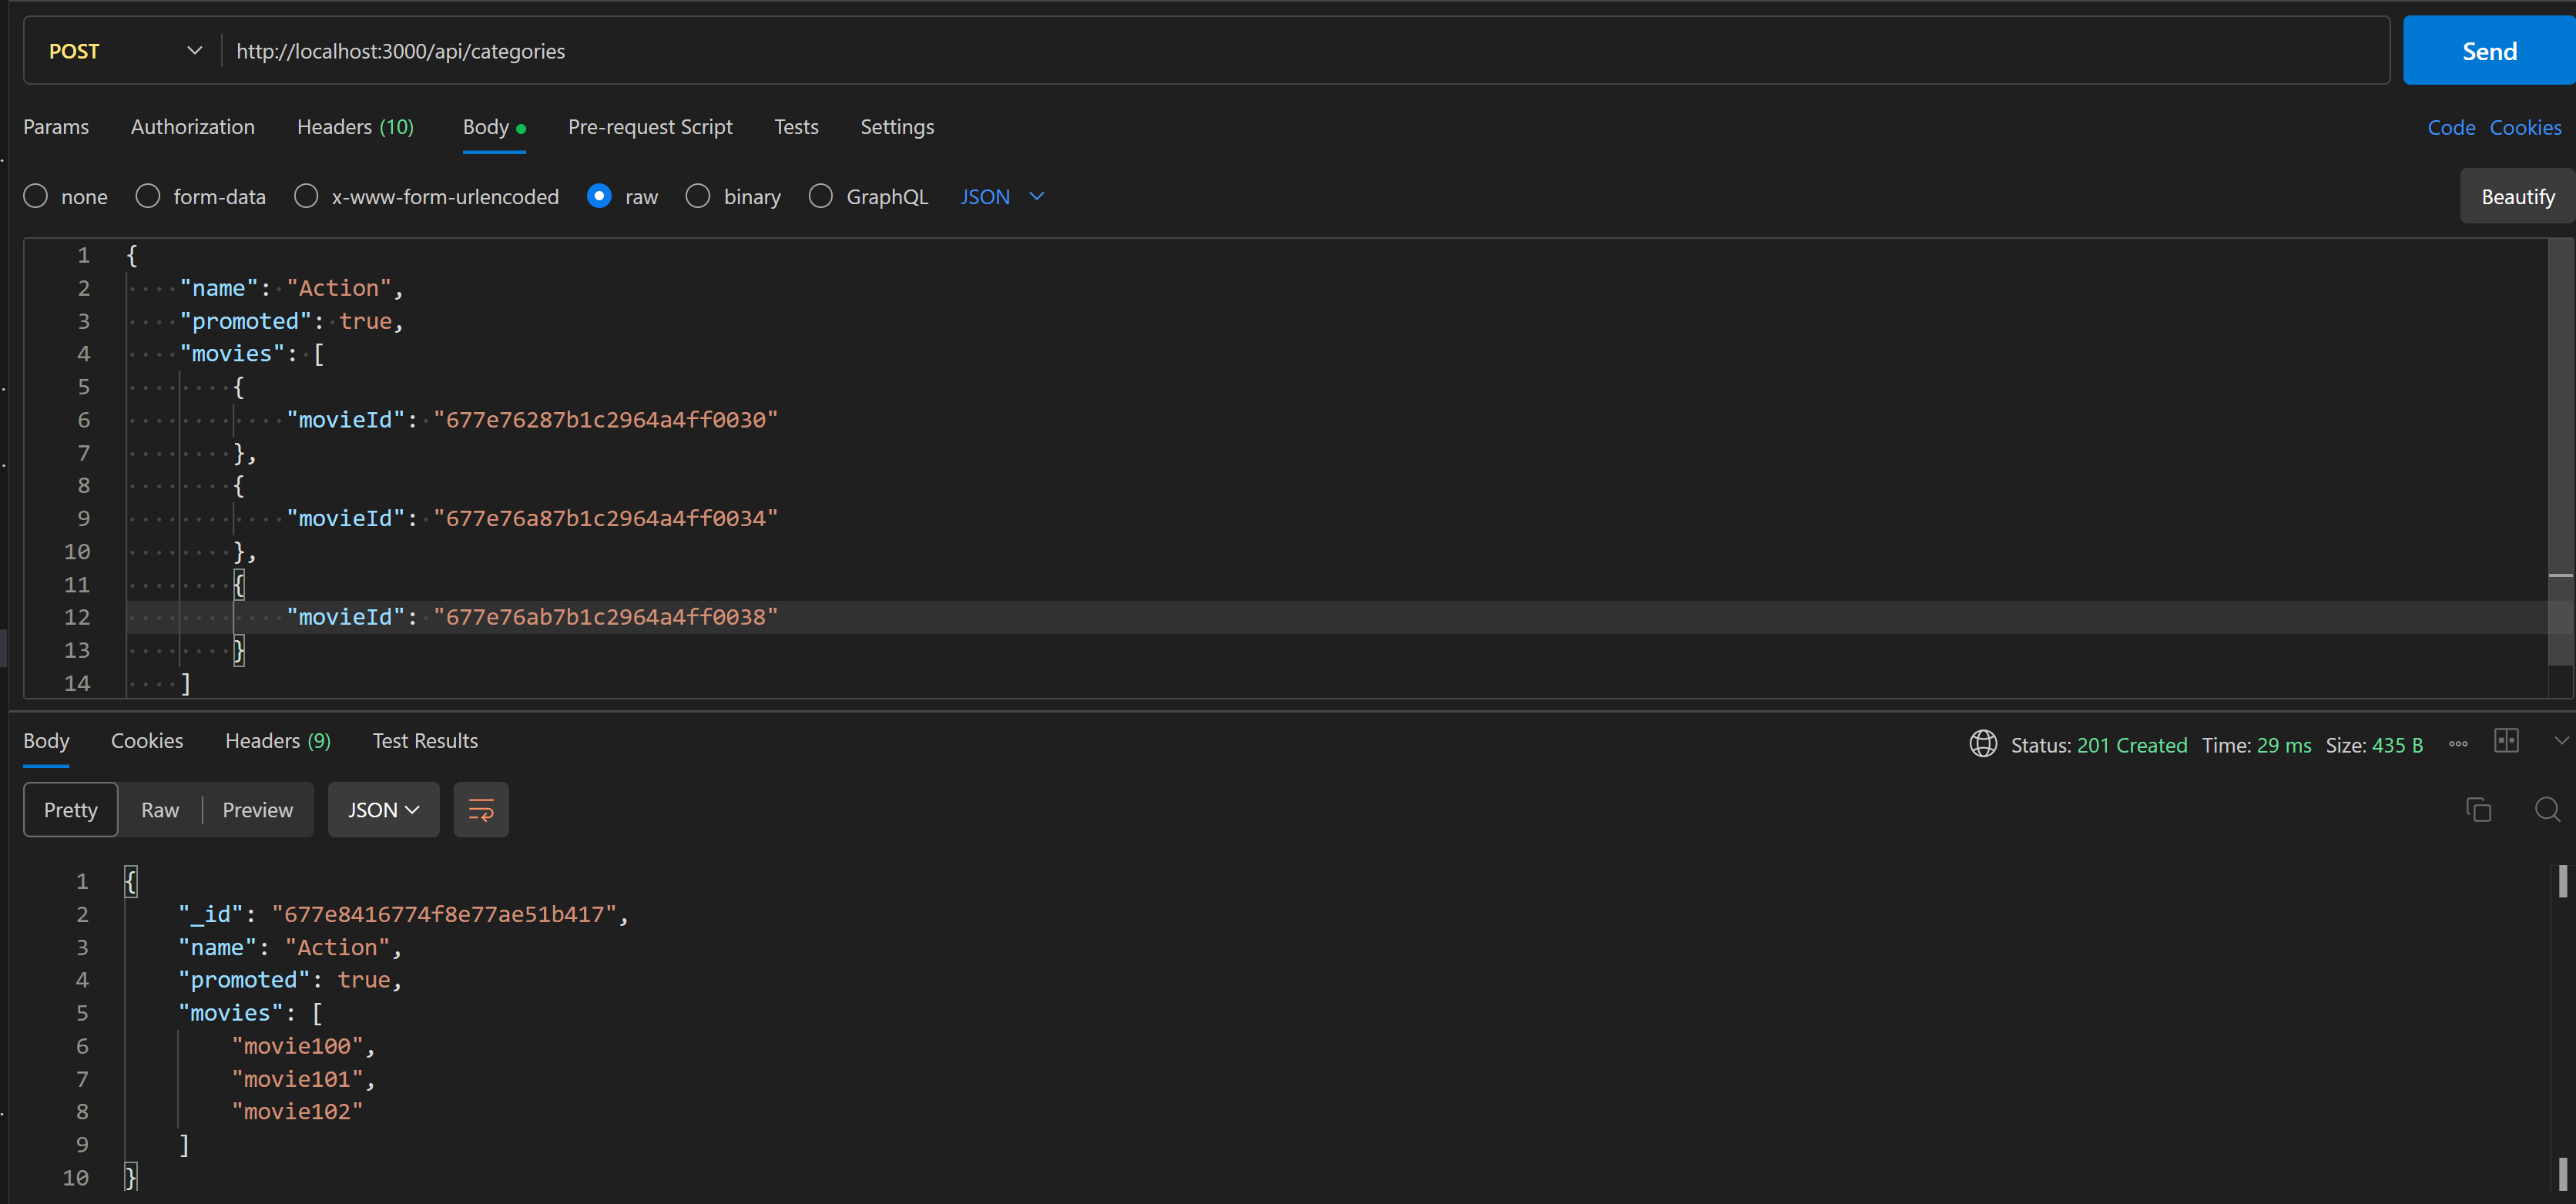 POST http://localhost:3000/api/categories Send
Params Authorization Headers (10) Body Pre-request Script Tests Settings Code Cookies
none form-data x-www-form-urlencoded raw binary GraphQL JSON Beautify
1 {
2 "name": "Action",
3 "promoted": true,
4 "movies": [
5 {
6 "movieId": "677e76287b1c2964a4ff0030"
7 },
8 {
9 "movieId": "677e76a87b1c2964a4ff0034"
10 },
11 {
12 "movieId": "677e76ab7b1c2964a4ff0038"
13 }
14 ]
Body Cookies Headers (9) Test Results Status: 201 Created Time: 29 ms Size: 435 B
Pretty Raw Preview JSON
1 {
2 "_id": "677e8416774f8e77ae51b417",
3 "name": "Action",
4 "promoted": true,
5 "movies": [
6 "movie100",
7 "movie101",
8 "movie102"
9 ]
10 }